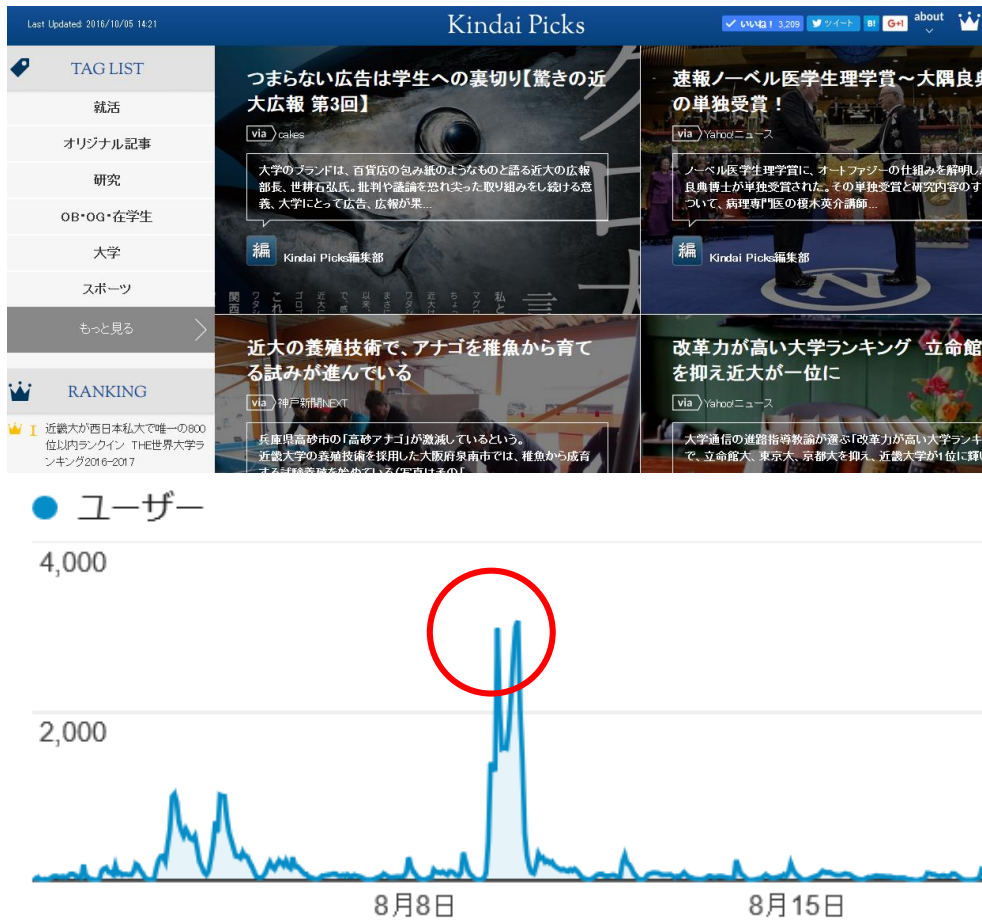 Last Updated: 2016/10/05 14:21
Kindai Picks
いいね！ 3,209
ツイート
B!
G+1
about
TAG LIST
就活
オリジナル記事
研究
OB・OG・在学生
大学
スポーツ
もっと見る
RANKING
1
近畿大が西日本私大で唯一の800
位以内ランクイン THE世界大学ラ
ンキング2016-2017
つまらない広告は学生への裏切り【驚きの近
大広報 第3回】
via cakes
大学のブランドは、百貨店の包み紙のようなものと語る近大の広報
部長、世耕石弘氏。批判や議論を恐れ尖った取り組みをし続ける意
義、大学にとって広告、広報が果...
編
Kindai Picks編集部
速報ノーベル医学生理学賞～大隅良典
の単独受賞！
via Yahoo!ニュース
ノーベル医学生理学賞に、オートファジーの仕組みを解明した
良典博士が単独受賞された。その単独受賞と研究内容のす
ついて、病理専門医の榎木英介講師...
編
Kindai Picks編集部
N
近大の養殖技術で、アナゴを稚魚から育て
る試みが進んでいる
via 神戸新聞NEXT
兵庫県高砂市の「高砂アナゴ」が激減しているという。
近畿大学の養殖技術を採用した大阪府泉南市では、稚魚から成育
する試験養殖を始めている(写真はその「
改革力が高い大学ランキング 立命館
を抑え近大が一位に
via Yahoo!ニュース
大学通信の進路指導教諭が選ぶ「改革力が高い大学ランキ
で、立命館大、東京大、京都大を抑え、近畿大学が1位に輝い
ユーザー
4,000
2,000
8月8日
8月15日